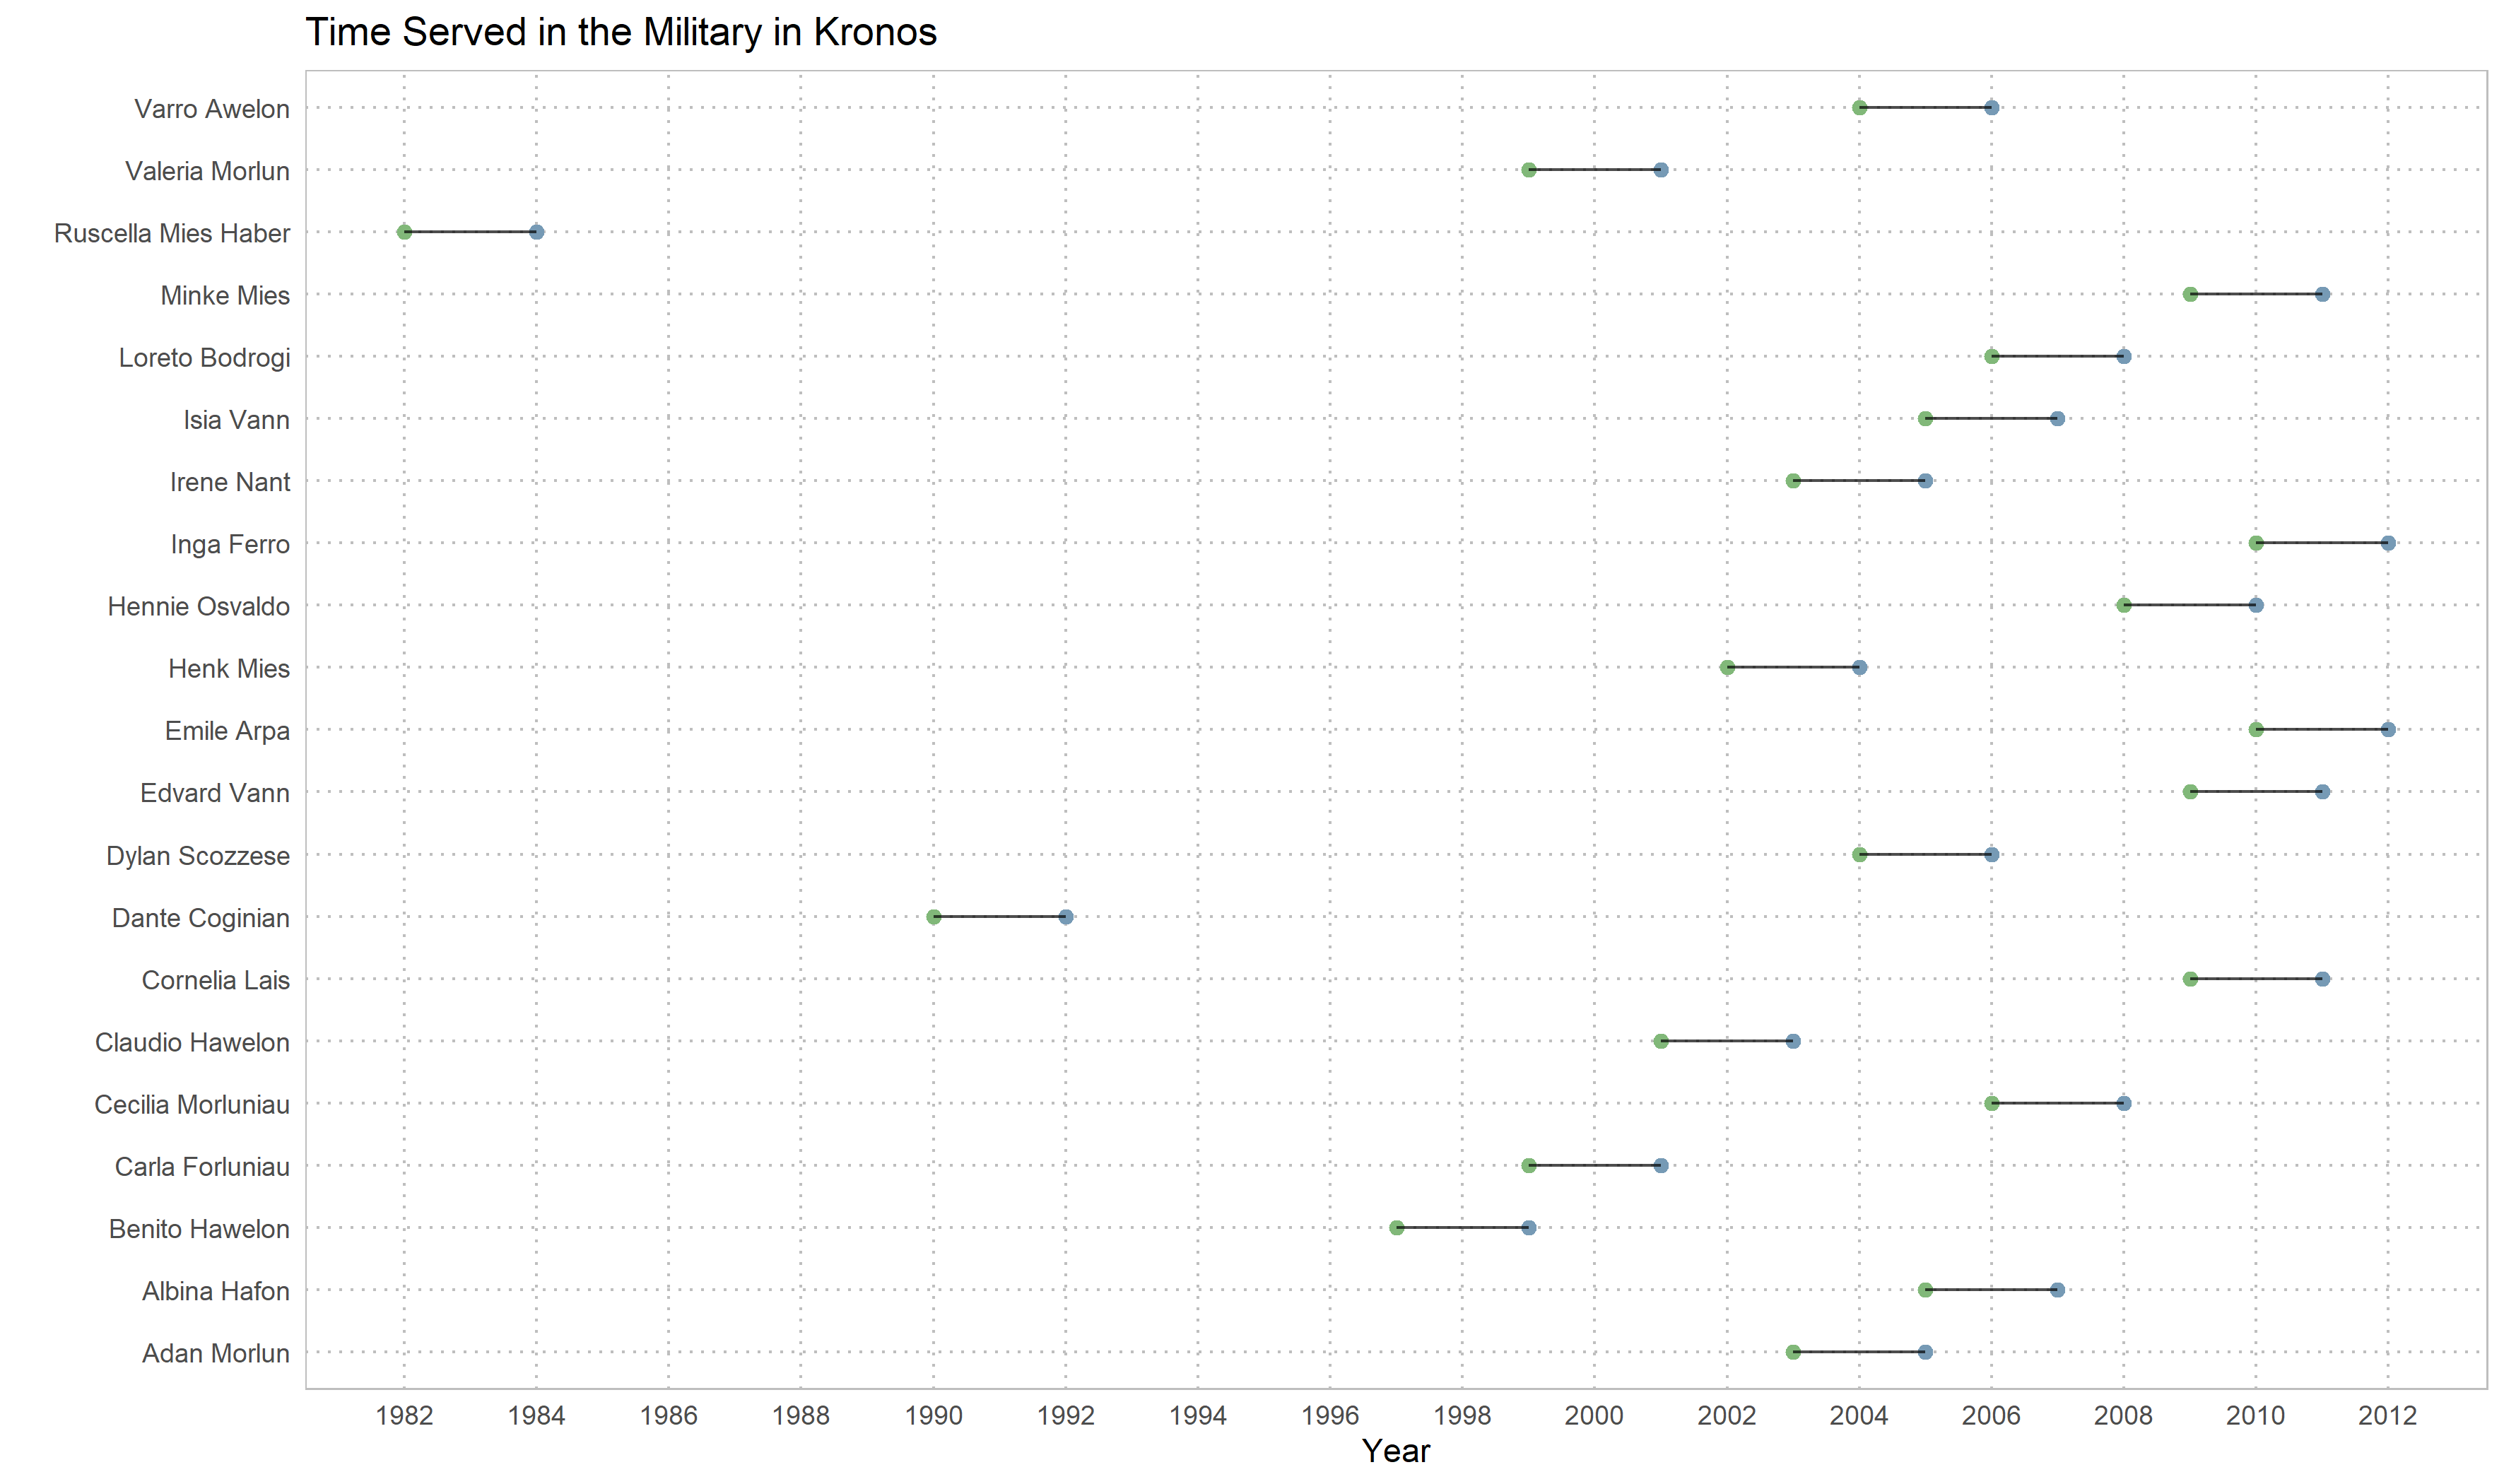 Time Served in the Military in Kronos
Varro Awelon
Valeria Morlun
Ruscella Mies Haber
Minke Mies
Loreto Bodrogi
Isia Vann
Irene Nant
Inga Ferro
Hennie Osvaldo
Henk Mies
Emile Arpa
Edvard Vann
Dylan Scozzese
Dante Coginian
Cornelia Lais
Claudio Hawelon
Cecilia Morluniau
Carla Forluniau
Benito Hawelon
Albina Hafon
Adan Morlun
1982 1984 1986 1988 1990 1992 1994 1996 1998 2000 2002 2004 2006 2008 2010 2012
Year